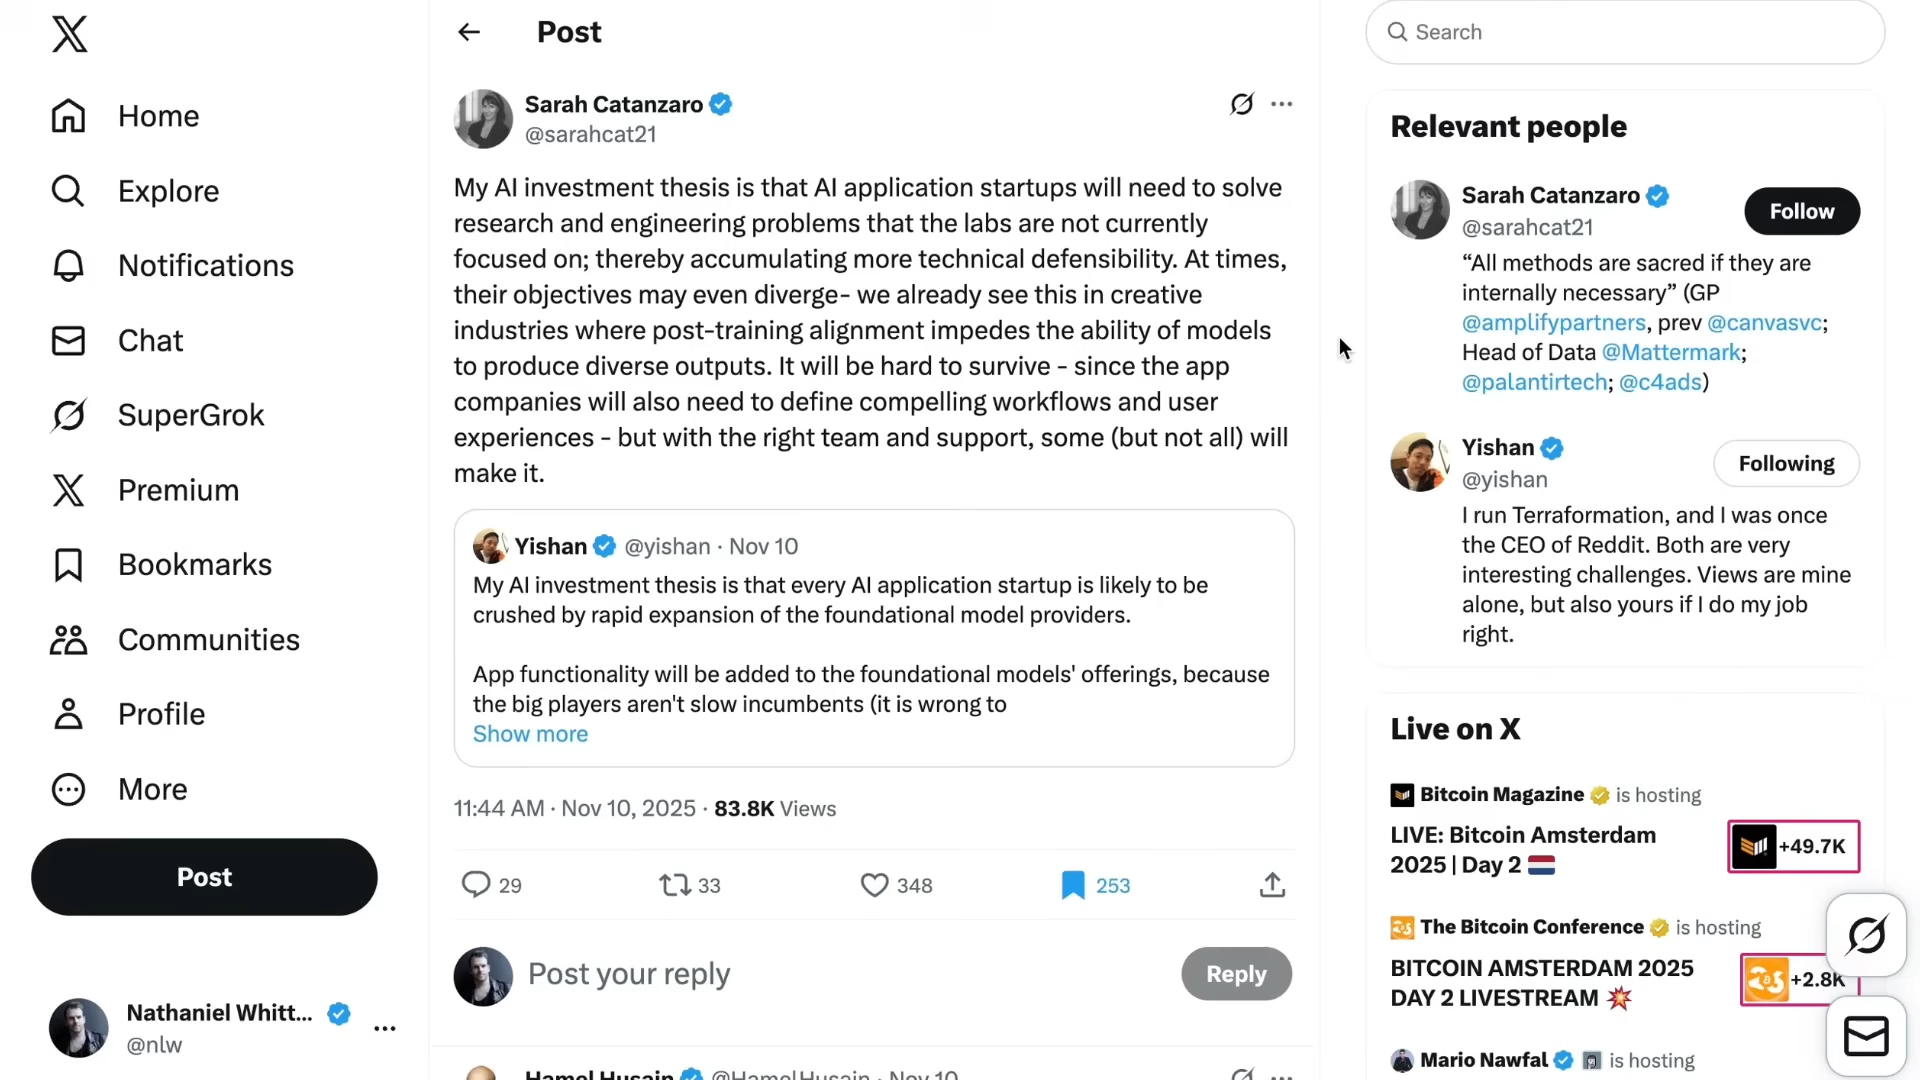 Home
Explore
Notifications
Chat
SuperGrok
Premium
Bookmarks
Communities
Profile
More
Post
Nathaniel Whitt...
@nlw
Post
Sarah Catanzaro
@sarahcat21
My AI investment thesis is that AI application startups will need to solve
research and engineering problems that the labs are not currently
focused on; thereby accumulating more technical defensibility. At times,
their objectives may even diverge- we already see this in creative
industries where post-training alignment impedes the ability of models
to produce diverse outputs. It will be hard to survive - since the app
companies will also need to define compelling workflows and user
experiences - but with the right team and support, some (but not all) will
make it.
Yishan @yishan · Nov 10
My AI investment thesis is that every AI application startup is likely to be
crushed by rapid expansion of the foundational model providers.
App functionality will be added to the foundational models' offerings, because
the big players aren't slow incumbents (it is wrong to
Show more
11:44 AM · Nov 10, 2025 · 83.8K Views
29 33 348 253
Post your reply
Reply
Hamel Husain @HamelHusain · Nov 10
Search
Relevant people
Sarah Catanzaro
@sarahcat21
Follow
“All methods are sacred if they are
internally necessary” (GP
@amplifypartners, prev @canvasvc;
Head of Data @Mattermark;
@palantirtech; @c4ads)
Yishan
@yishan
Following
I run Terraformation, and I was once
the CEO of Reddit. Both are very
interesting challenges. Views are mine
alone, but also yours if I do my job
right.
Live on X
Bitcoin Magazine is hosting
LIVE: Bitcoin Amsterdam
2025 | Day 2
+49.7K
The Bitcoin Conference is hosting
BITCOIN AMSTERDAM 2025
DAY 2 LIVESTREAM
+2.8K
Mario Nawfal is hosting